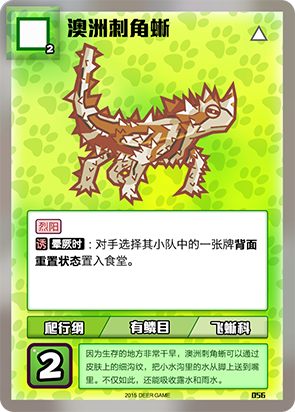 澳洲刺角蜥
2
烈阳
诱 晕厥时：对手选择其小队中的一张牌背面
重置状态置入食堂。
爬行纲 有鳞目 飞蜥科
2
因为生存的地方非常干旱，澳洲刺角蜥可以通过
皮肤上的细沟纹，把小水沟里的水从脚上送到嘴
里。不仅如此，还能吸收露水和雨水。
2015 DEER GAME
056